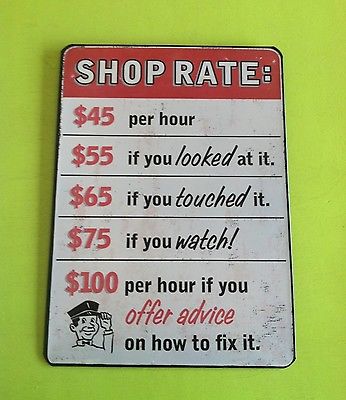 SHOP RATE:
$45 per hour
$55 if you looked at it.
$65 if you touched it.
$75 if you watch!
$100 per hour if you
offer advice
on how to fix it.